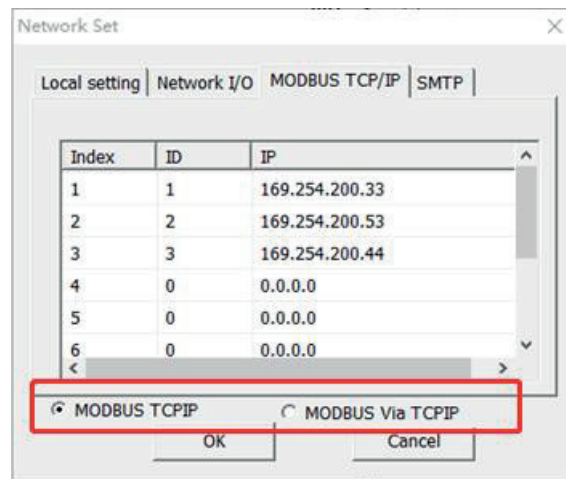 Network Set
Local setting Network I/O MODBUS TCP/IP SMTP
Index ID IP
1 1 169.254.200.33
2 2 169.254.200.53
3 3 169.254.200.44
4 0 0.0.0.0
5 0 0.0.0.0
6 0 0.0.0.0
MODBUS TCPIP MODBUS Via TCPIP
OK Cancel